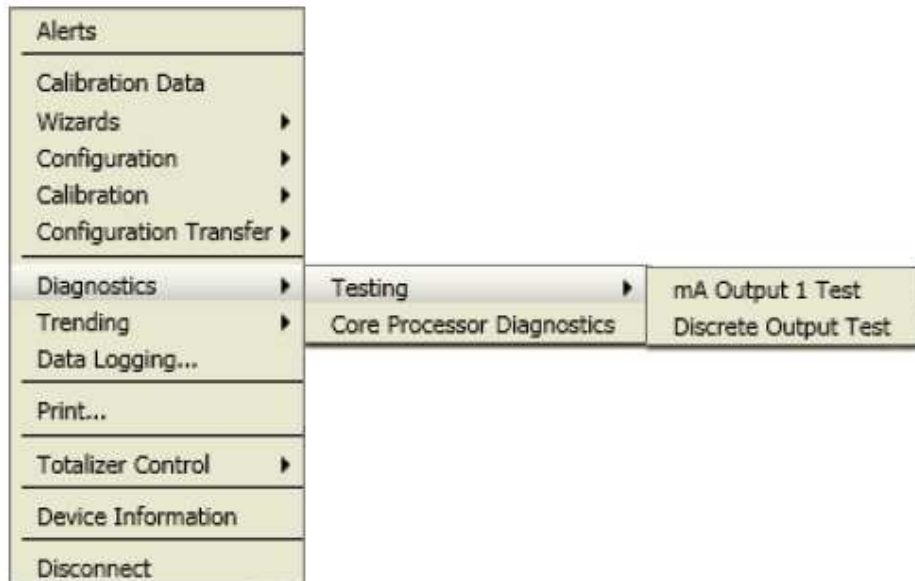 Alerts
Calibration Data
Wizards
Configuration
Calibration
Configuration Transfer
Diagnostics
Testing
mA Output 1 Test
Trending
Core Processor Diagnostics
Discrete Output Test
Data Logging...
Print...
Totalizer Control
Device Information
Disconnect